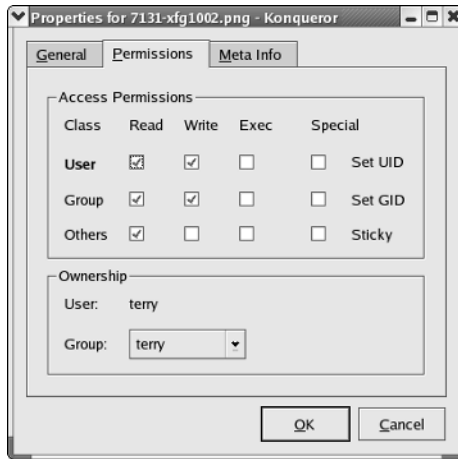 Properties for 7131-xfg1002.png - Konqueror
General Permissions Meta Info
Access Permissions
Class Read Write Exec Special
User Set UID
Group Set GID
Others Sticky
Ownership
User: terry
Group: terry
OK Cancel